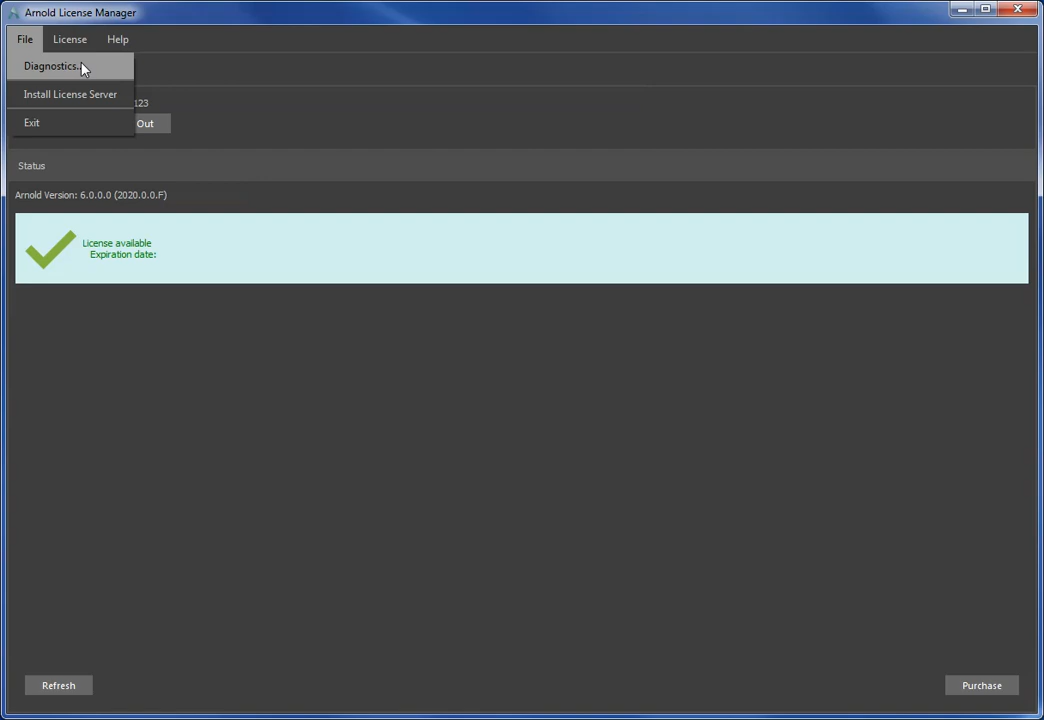 Arnold License Manager
File License Help
Diagnostics...
Install License Server
123
Exit
Out
Status
Arnold Version: 6.0.0.0 (2020.0.0.F)
License available
Expiration date:
Refresh
Purchase